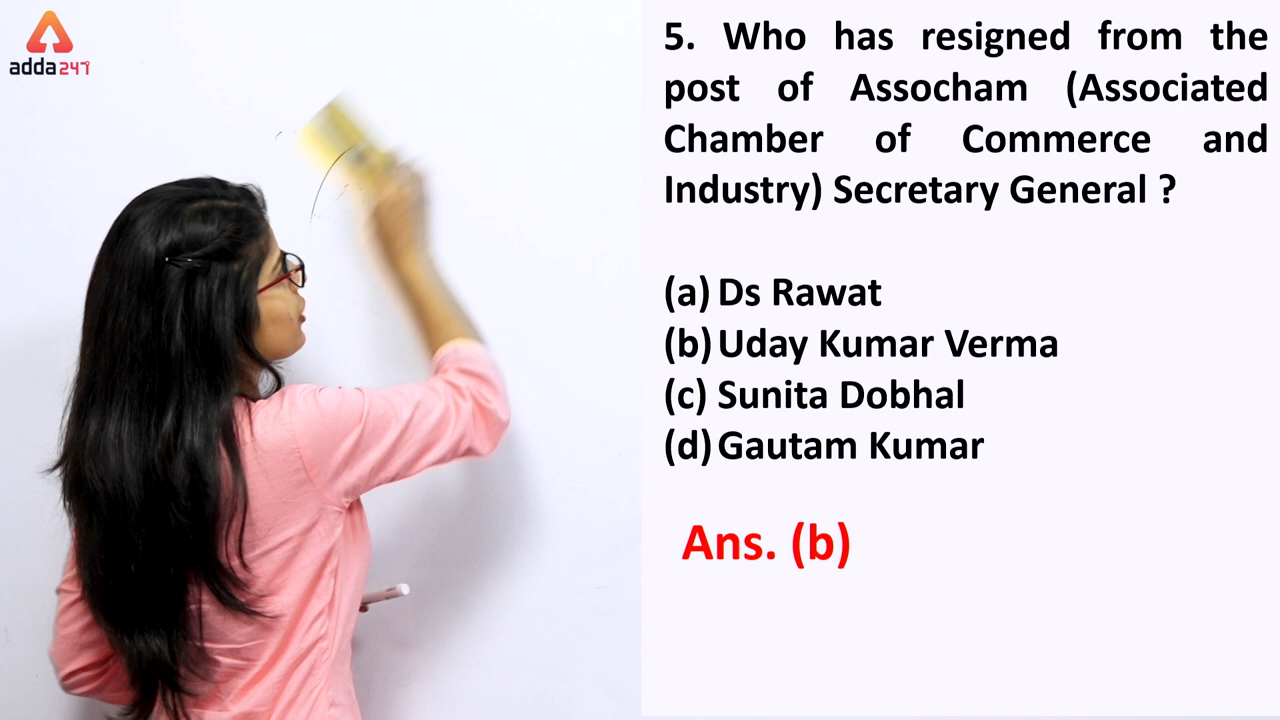 adda247
5. Who has resigned from the
post of Assocham (Associated
Chamber of Commerce and
Industry) Secretary General ?
(a) Ds Rawat
(b) Uday Kumar Verma
(c) Sunita Dobhal
(d) Gautam Kumar
Ans. (b)